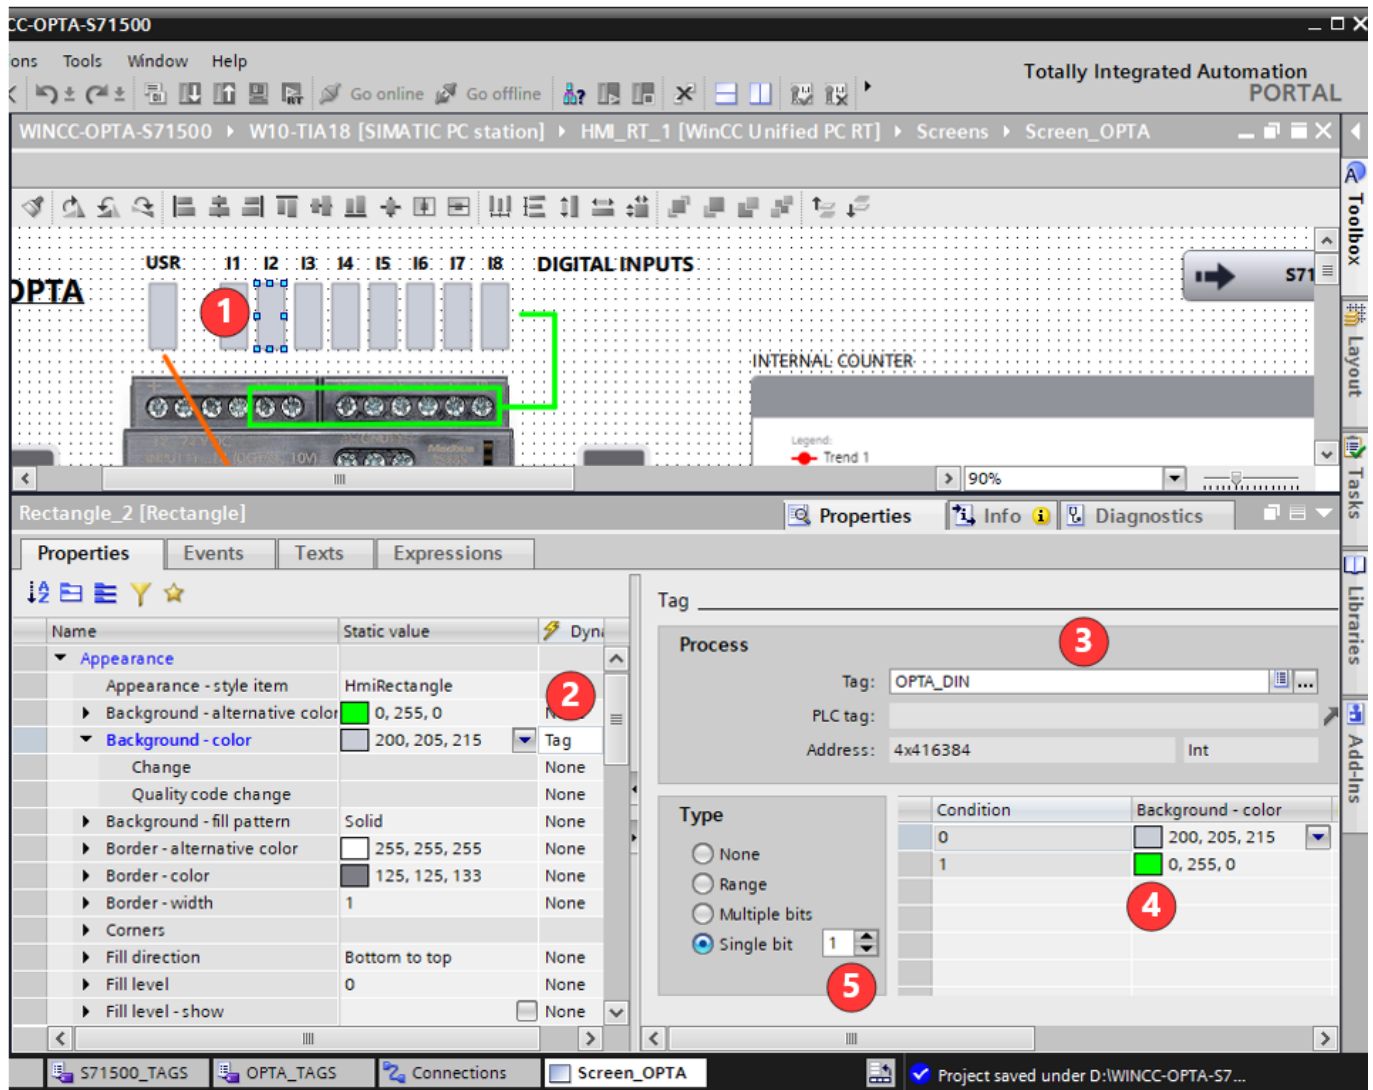 CC-OPTA-S71500
ons Tools Window Help
Totally Integrated Automation
PORTAL
Go online Go offline
WINCC-OPTA-S71500 W10-TIA18 [SIMATIC PC station] HMI_RT_1 [WinCC Unified PC RT] Screens Screen_OPTA
USR I1 I2 I3 I4 I5 I6 I7 I8 DIGITAL INPUTS
OPTA
1
S71
INTERNAL COUNTER
Legend:
Trend 1
90%
Toolbox
Layout
Tasks
Libraries
Add-Ins
Rectangle_2 [Rectangle]
Properties Info Diagnostics
Properties Events Texts Expressions
Name Static value Dyn
Appearance
Appearance - style item HmiRectangle
2
Background - alternative color 0, 255, 0
Background - color 200, 205, 215 Tag
Change None
Quality code change None
Background - fill pattern Solid None
Border - alternative color 255, 255, 255 None
Border - color 125, 125, 133 None
Border - width 1 None
Corners
Fill direction Bottom to top None
Fill level 0 None
Fill level - show None
Tag
Process
3
Tag: OPTA_DIN
PLC tag:
Address: 4x416384 Int
Type
None
Range
Multiple bits
Single bit 1
5
Condition Background - color
0 200, 205, 215
1 0, 255, 0
4
S71500_TAGS OPTA_TAGS Connections Screen_OPTA
Project saved under D:\WINCC-OPTA-S7...